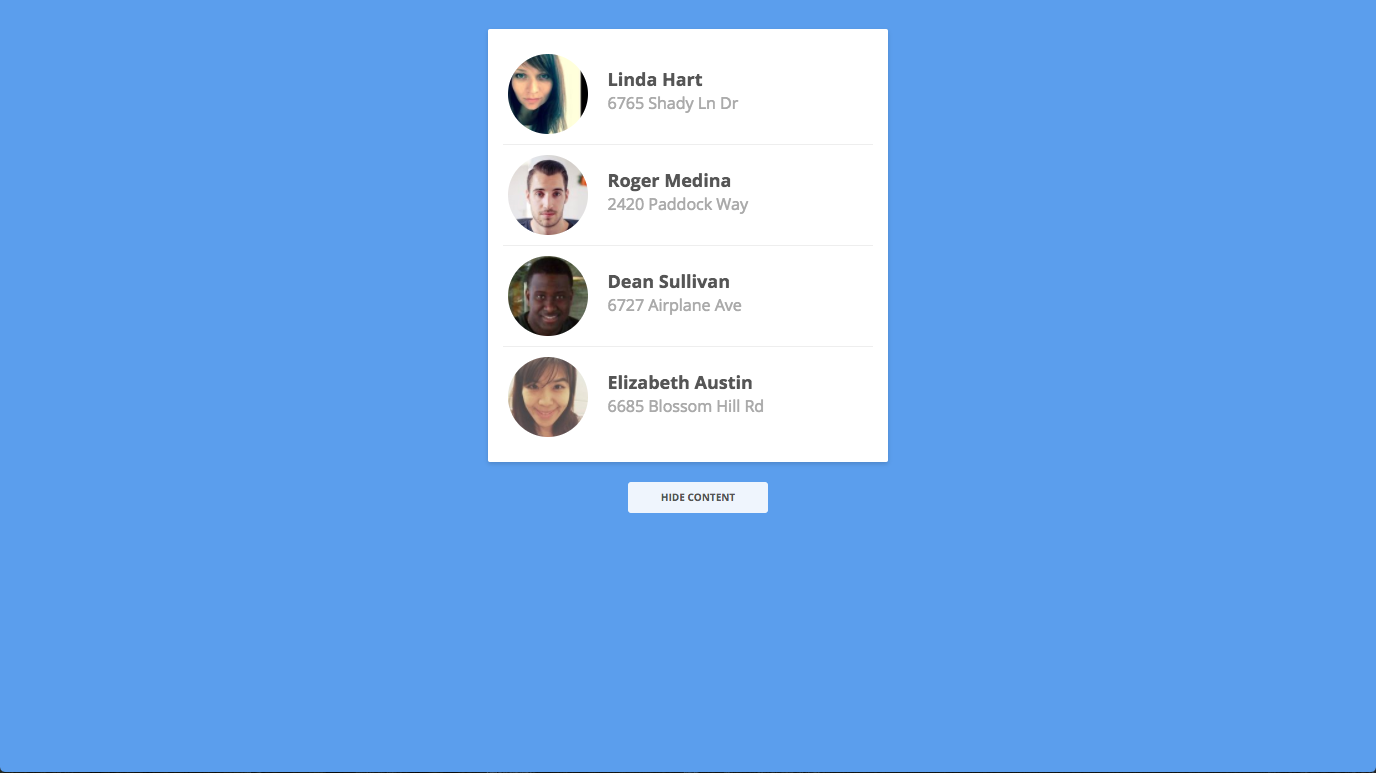 Linda Hart
6765 Shady Ln Dr
Roger Medina
2420 Paddock Way
Dean Sullivan
6727 Airplane Ave
Elizabeth Austin
6685 Blossom Hill Rd
HIDE CONTENT